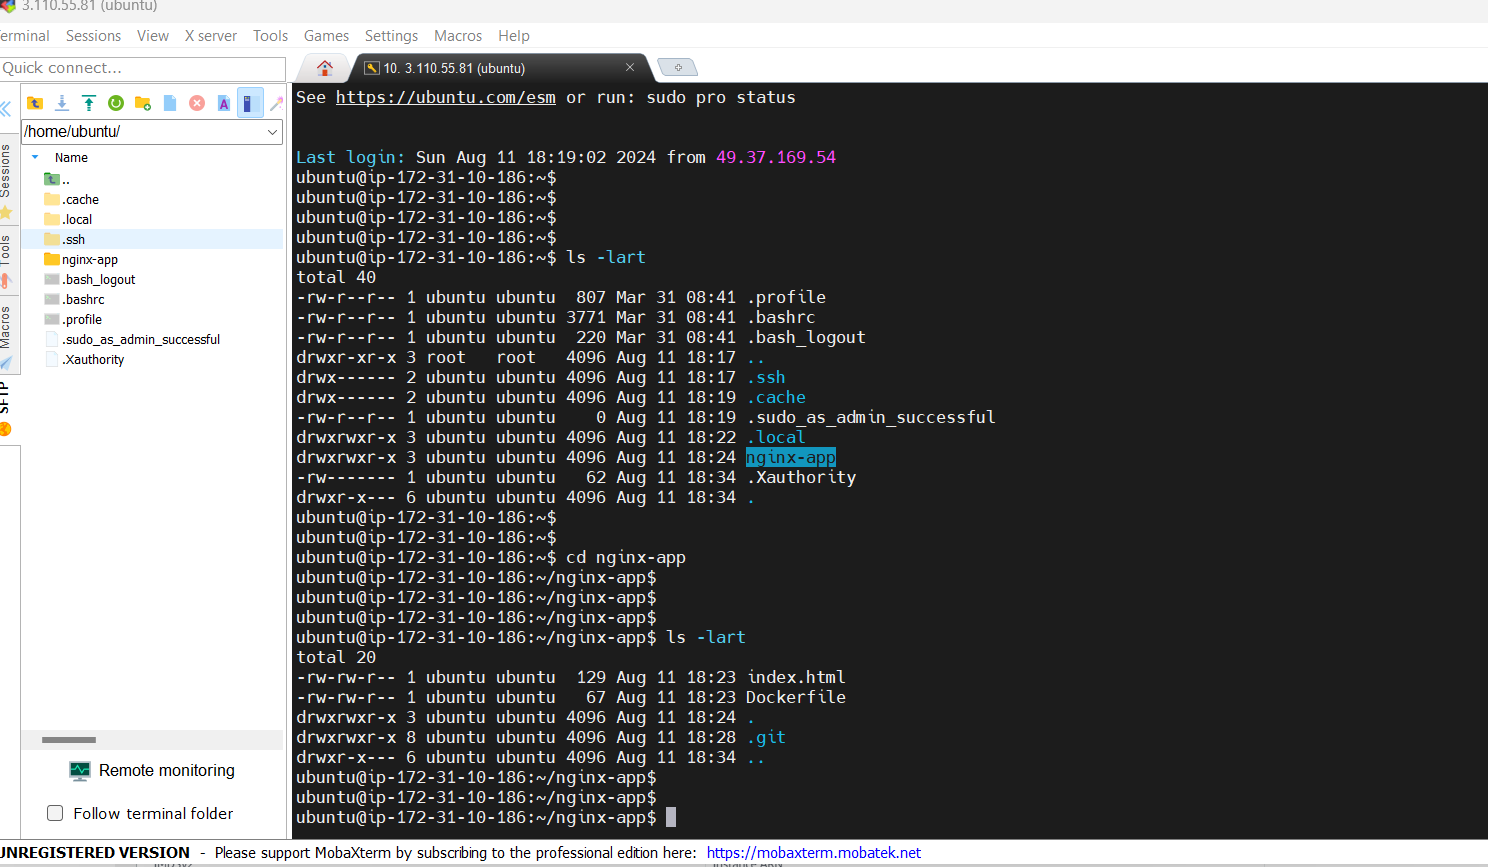 3.110.55.81 (ubuntu)
erminal Sessions View X server Tools Games Settings Macros Help
Quick connect...
10. 3.110.55.81 (ubuntu)
/home/ubuntu/
Name
..
.cache
.local
.ssh
nginx-app
.bash_logout
.bashrc
.profile
.sudo_as_admin_successful
.Xauthority
Sessions
Tools
Macros
SFTP
Remote monitoring
Follow terminal folder
See https://ubuntu.com/esm or run: sudo pro status
Last login: Sun Aug 11 18:19:02 2024 from 49.37.169.54
ubuntu@ip-172-31-10-186:~$
ubuntu@ip-172-31-10-186:~$
ubuntu@ip-172-31-10-186:~$
ubuntu@ip-172-31-10-186:~$
ubuntu@ip-172-31-10-186:~$ ls -lart
total 40
-rw-r--r-- 1 ubuntu ubuntu  807 Mar 31 08:41 .profile
-rw-r--r-- 1 ubuntu ubuntu 3771 Mar 31 08:41 .bashrc
-rw-r--r-- 1 ubuntu ubuntu  220 Mar 31 08:41 .bash_logout
drwxr-xr-x 3 root   root   4096 Aug 11 18:17 ..
drwx------ 2 ubuntu ubuntu 4096 Aug 11 18:17 .ssh
drwx------ 2 ubuntu ubuntu 4096 Aug 11 18:19 .cache
-rw-r--r-- 1 ubuntu ubuntu    0 Aug 11 18:19 .sudo_as_admin_successful
drwxrwxr-x 3 ubuntu ubuntu 4096 Aug 11 18:22 .local
drwxrwxr-x 3 ubuntu ubuntu 4096 Aug 11 18:24 nginx-app
-rw------- 1 ubuntu ubuntu   62 Aug 11 18:34 .Xauthority
drwxr-x--- 6 ubuntu ubuntu 4096 Aug 11 18:34 .
ubuntu@ip-172-31-10-186:~$
ubuntu@ip-172-31-10-186:~$
ubuntu@ip-172-31-10-186:~$ cd nginx-app
ubuntu@ip-172-31-10-186:~/nginx-app$
ubuntu@ip-172-31-10-186:~/nginx-app$
ubuntu@ip-172-31-10-186:~/nginx-app$
ubuntu@ip-172-31-10-186:~/nginx-app$ ls -lart
total 20
-rw-rw-r-- 1 ubuntu ubuntu  129 Aug 11 18:23 index.html
-rw-rw-r-- 1 ubuntu ubuntu   67 Aug 11 18:23 Dockerfile
drwxrwxr-x 3 ubuntu ubuntu 4096 Aug 11 18:24 .
drwxrwxr-x 8 ubuntu ubuntu 4096 Aug 11 18:28 .git
drwxr-x--- 6 ubuntu ubuntu 4096 Aug 11 18:34 ..
ubuntu@ip-172-31-10-186:~/nginx-app$
ubuntu@ip-172-31-10-186:~/nginx-app$
ubuntu@ip-172-31-10-186:~/nginx-app$
UNREGISTERED VERSION - Please support MobaXterm by subscribing to the professional edition here: https://mobaxterm.mobatek.net